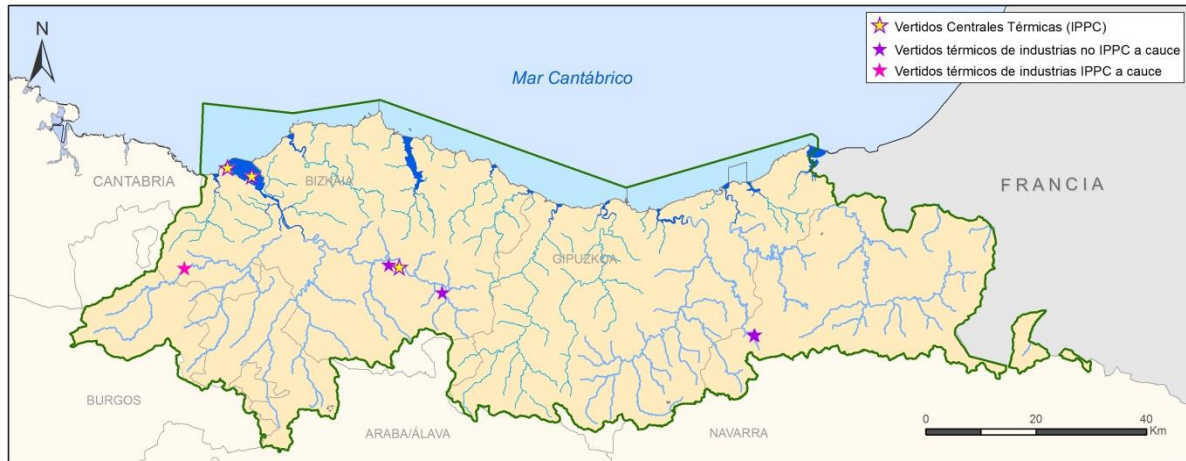 N
Vertidos Centrales Térmicas (IPPC)
Vertidos térmicos de industrias no IPPC a cauce
Vertidos térmicos de industrias IPPC a cauce
Mar Cantábrico
CANTABRIA
BIZKAIA
FRANCIA
GIPUZKOA
BURGOS
ARABA/ÁLAVA
NAVARRA
0 20 40
Km